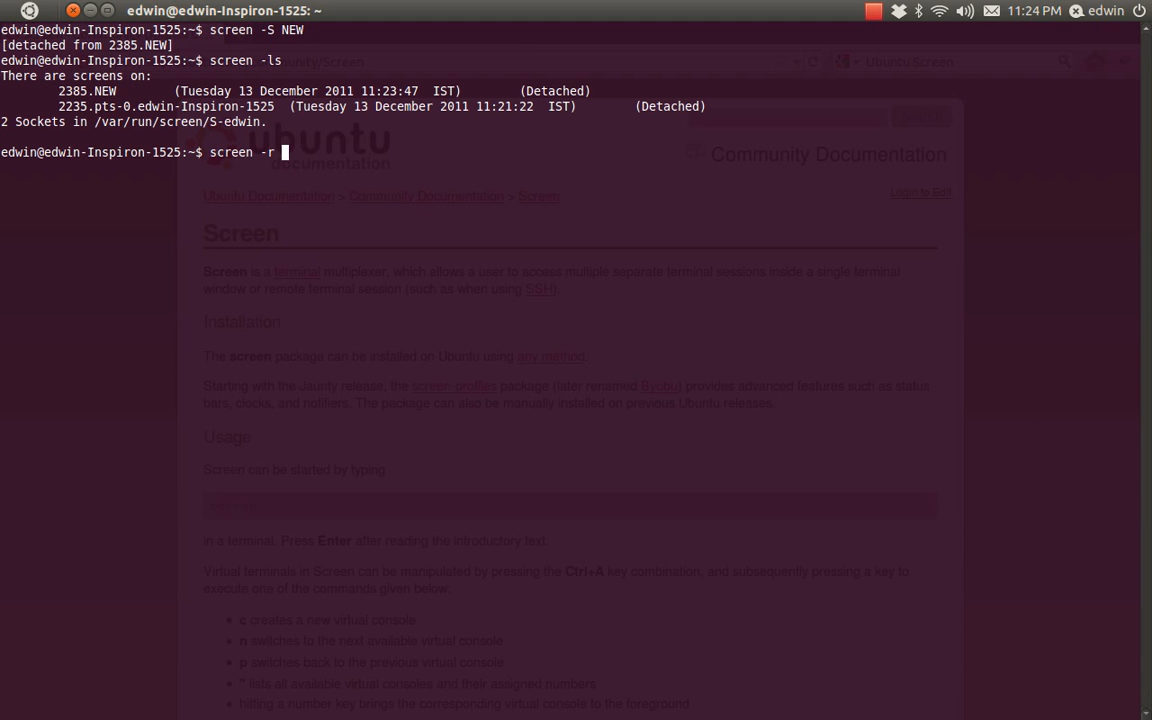 edwin@edwin-Inspiron-1525: ~
11:24 PM edwin
edwin@edwin-Inspiron-1525:~$ screen -S NEW
[detached from 2385.NEW]
edwin@edwin-Inspiron-1525:~$ screen -ls
There are screens on:
2385.NEW (Tuesday 13 December 2011 11:23:47 IST) (Detached)
2235.pts-0.edwin-Inspiron-1525 (Tuesday 13 December 2011 11:21:22 IST) (Detached)
2 Sockets in /var/run/screen/S-edwin.
edwin@edwin-Inspiron-1525:~$ screen -r
Ubuntu Screen
ubuntu
documentation
Community Documentation
Ubuntu Documentation > Community Documentation > Screen
Login to Edit
Screen
Screen is a terminal multiplexer, which allows a user to access multiple separate terminal sessions inside a single terminal
window or remote terminal session (such as when using SSH).
Installation
The screen package can be installed on Ubuntu using any method.
Starting with the Jaunty release, the screen-profiles package (later renamed Byobu) provides advanced features such as status
bars, clocks, and notifiers. The package can also be manually installed on previous Ubuntu releases.
Usage
Screen can be started by typing
in a terminal. Press Enter after reading the introductory text.
Virtual terminals in Screen can be manipulated by pressing the Ctrl+A key combination, and subsequently pressing a key to
execute one of the commands given below:
• c creates a new virtual console
• n switches to the next available virtual console
• p switches back to the previous virtual console
• " lists all available virtual consoles and their assigned numbers
• hitting a number key brings the corresponding virtual console to the foreground